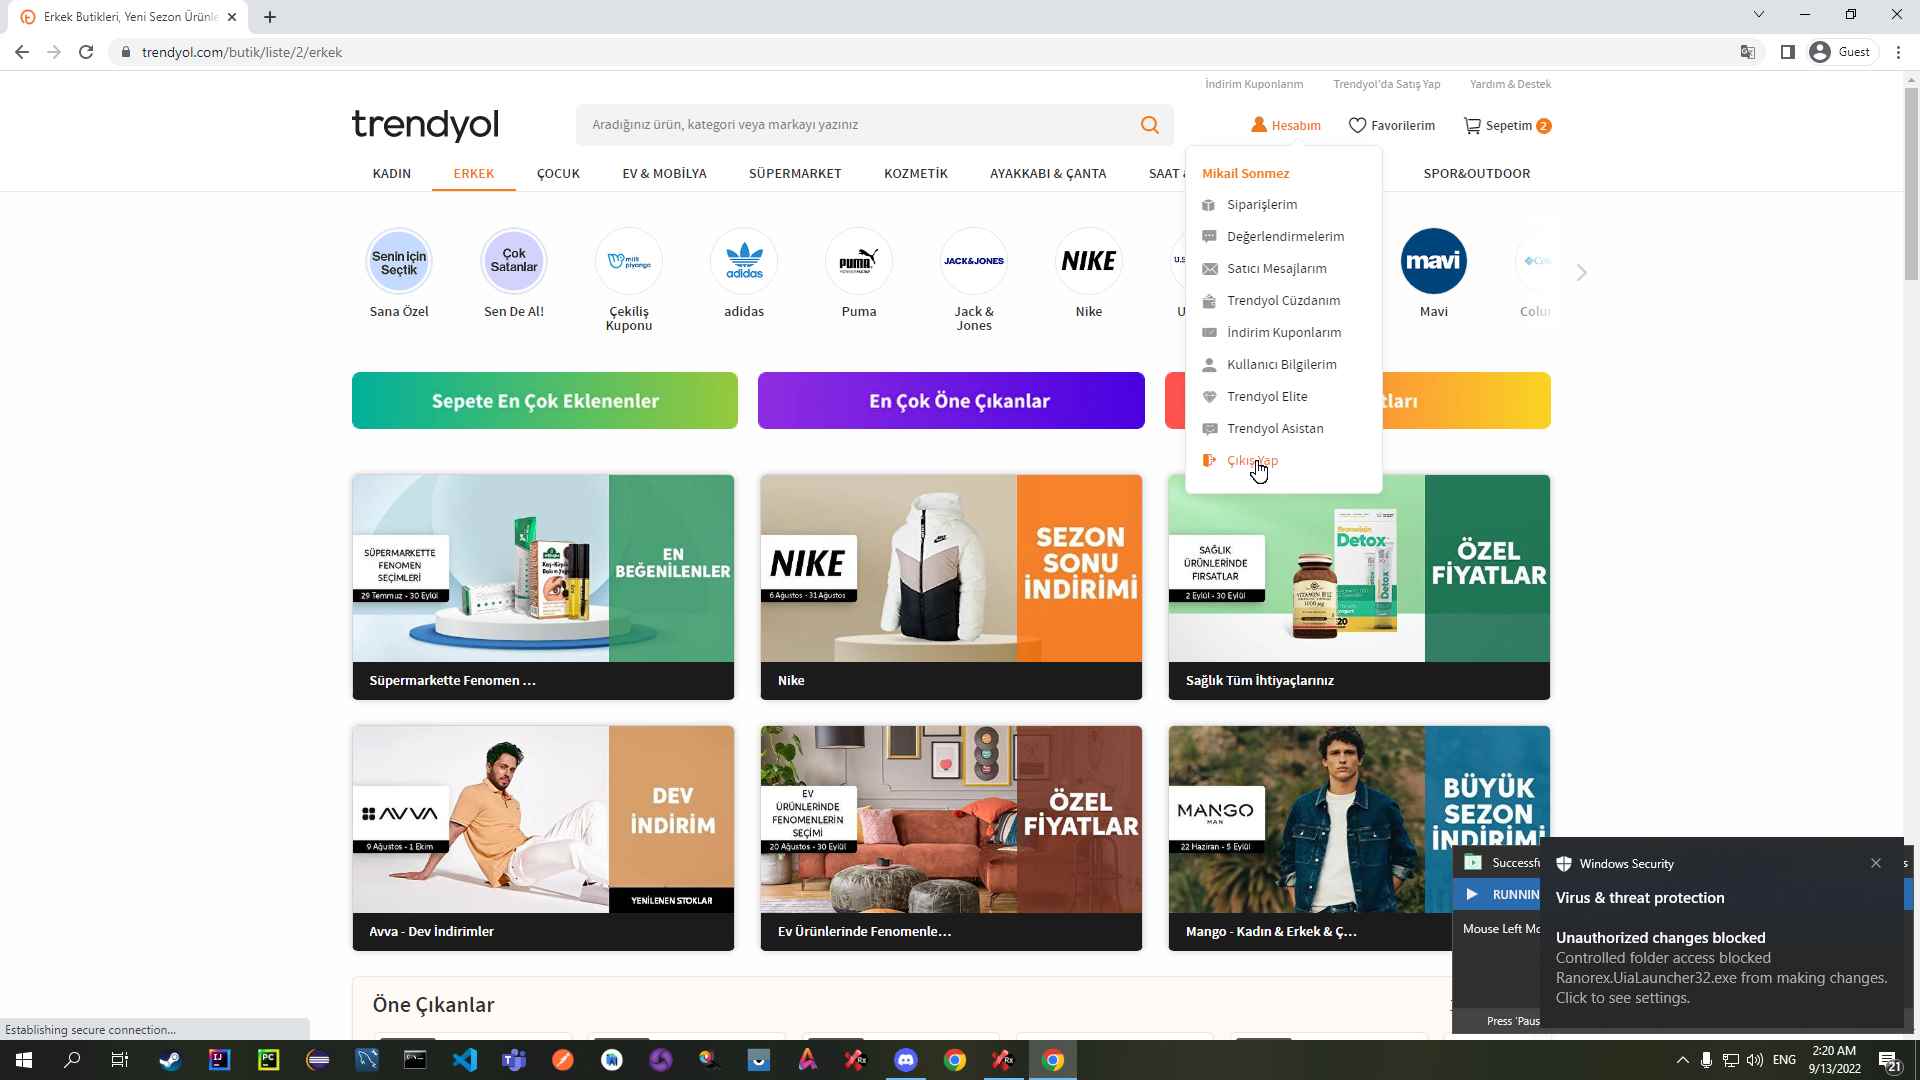 Erkek Butikleri, Yeni Sezon Ürünle
trendyol.com/butik/liste/2/erkek
Guest
İndirim Kuponlarım
Trendyol'da Satış Yap
Yardım & Destek
trendyol
Aradığınız ürün, kategori veya markayı yazınız
Hesabım
Favorilerim
Sepetim 2
KADIN
ERKEK
ÇOCUK
EV & MOBİLYA
SÜPERMARKET
KOZMETİK
AYAKKABI & ÇANTA
SAAT &
SPOR&OUTDOOR
Mikail Sonmez
Siparişlerim
Değerlendirmelerim
Satıcı Mesajlarım
Trendyol Cüzdanım
İndirim Kuponlarım
Kullanıcı Bilgilerim
Trendyol Elite
Trendyol Asistan
Çıkış Yap
Senin için
Seçtik
Çok
Satanlar
milli
piyango
adidas
PUMA
JACK&JONES
NIKE
U.S.
mavi
Sana Özel
Sen De Al!
Çekiliş
Kuponu
adidas
Puma
Jack &
Jones
Nike
U
Mavi
Colu
Sepete En Çok Eklenenler
En Çok Öne Çıkanlar
tları
SÜPERMARKETTE
FENOMEN
SEÇİMLERİ
29 Temmuz - 30 Eylül
EN
BEĞENİLENLER
Süpermarkette Fenomen ...
NIKE
6 Ağustos - 31 Ağustos
SEZON
SONU
İNDİRİMİ
Nike
SAĞLIK
ÜRÜNLERİNDE
FIRSATLAR
2 Eylül - 30 Eylül
Detox
VITAMIN B12
1000 µg
20
ÖZEL
FİYATLAR
Sağlık Tüm İhtiyaçlarınız
AVVA
9 Ağustos - 1 Ekim
DEV
İNDİRİM
YENİLENEN STOKLAR
Avva - Dev İndirimler
EV
ÜRÜNLERİNDE
FENOMENLERİN
SEÇİMİ
20 Ağustos - 30 Eylül
ÖZEL
FİYATLAR
Ev Ürünlerinde Fenomenle...
MANGO
MAN
22 Haziran - 5 Eylül
BÜYÜK
SEZON
İNDİRİMİ
Mango - Kadın & Erkek & Ç...
Öne Çıkanlar
Successfu
RUNNIN
Mouse Left Mo
Press 'Paus
Windows Security
Virus & threat protection
Unauthorized changes blocked
Controlled folder access blocked
Ranorex.UiaLauncher32.exe from making changes.
Click to see settings.
Establishing secure connection...
ENG
2:20 AM
9/13/2022
21